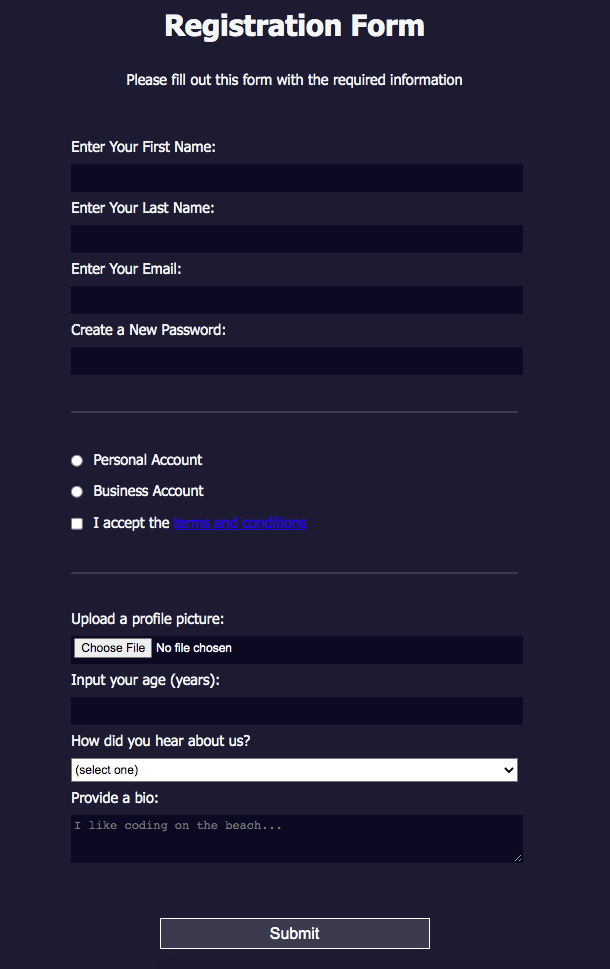 Registration Form
Please fill out this form with the required information
Enter Your First Name:
Enter Your Last Name:
Enter Your Email:
Create a New Password:
Personal Account
Business Account
I accept the terms and conditions
Upload a profile picture:
Choose File No file chosen
Input your age (years):
How did you hear about us?
(select one)
Provide a bio:
I like coding on the beach...
Submit